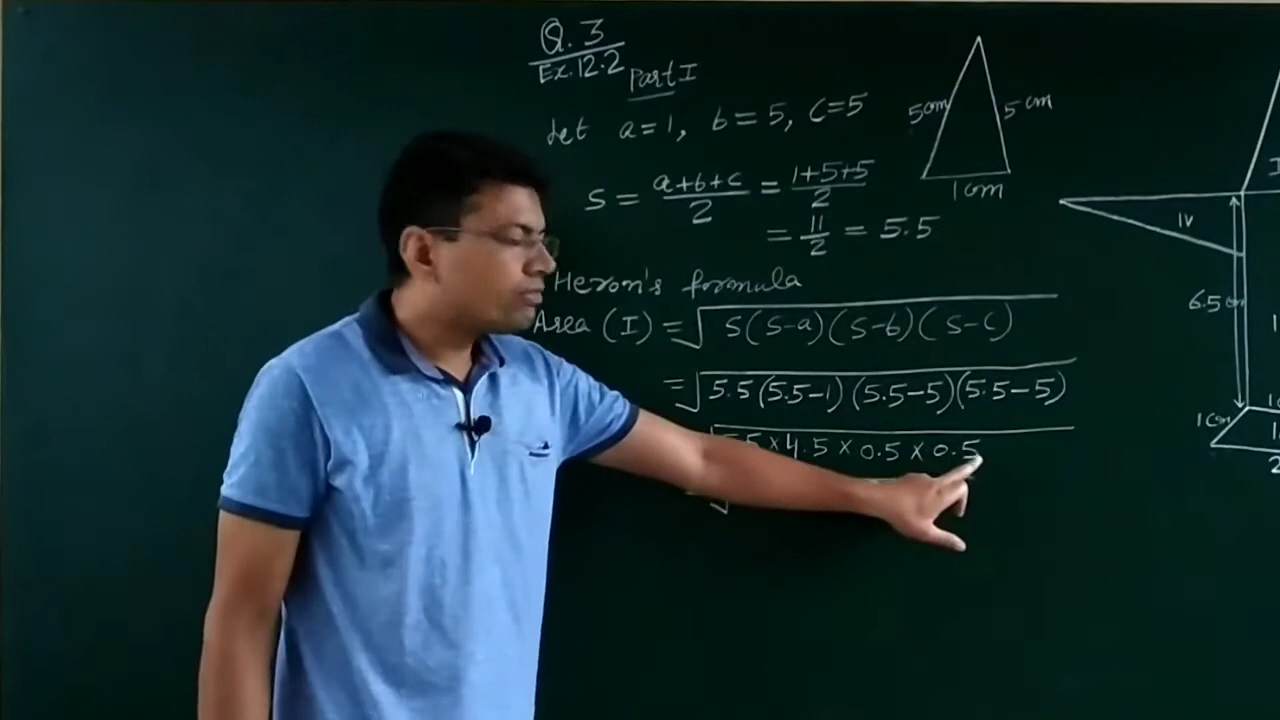 Q. 3
Ex. 12.2
Part I
Let a=1, b=5, c=5
S = a+b+c/2 = 1+5+5/2
= 11/2 = 5.5
Heron's formula
Area (I) = √S(S-a)(S-b)(S-c)
= √5.5(5.5-1)(5.5-5)(5.5-5)
×4.5×0.5×0.5
5cm
5cm
1cm
IV
6.5
1cm